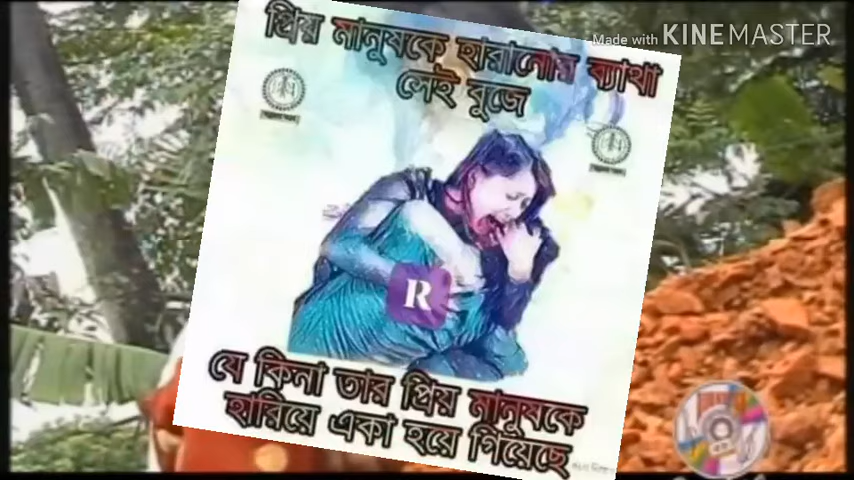 Made with KINEMASTER
প্রিয় মানুষকে হারানোর ব্যাথা
সেই বুজে
R
যে কিনা তার প্রিয় মানুষকে
হারিয়ে একা হয়ে গিয়েছে